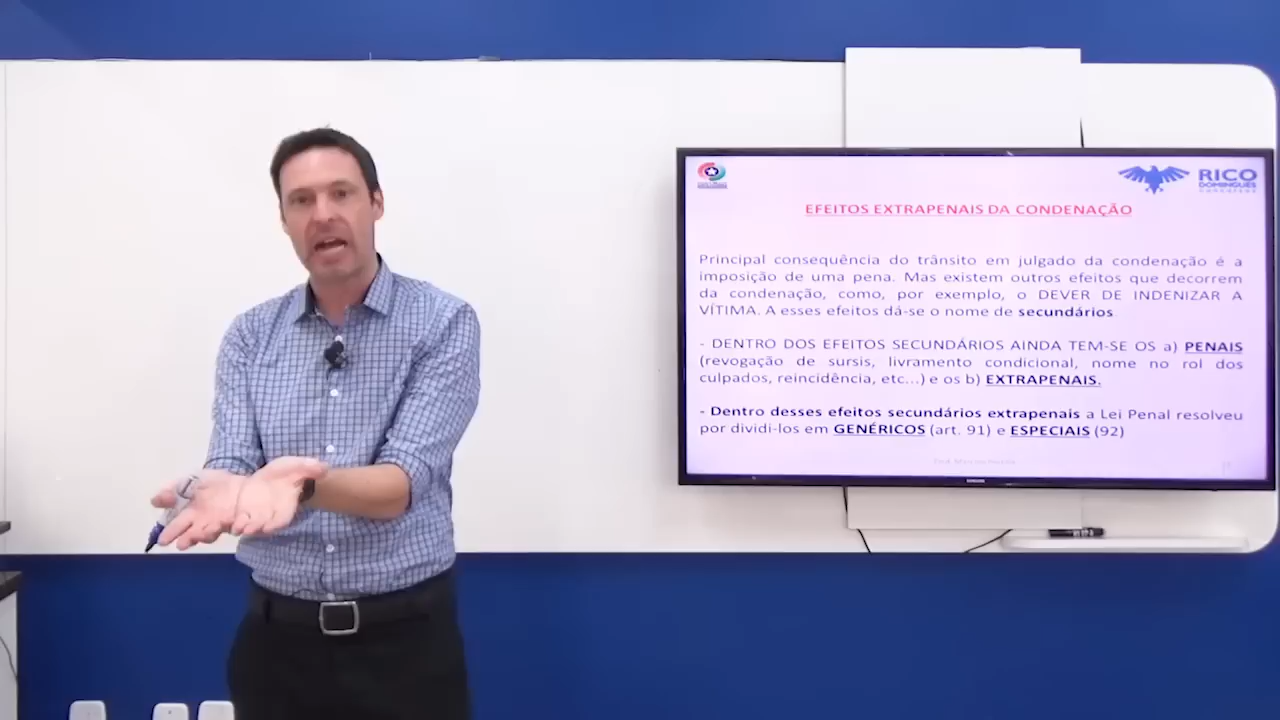 RICO
DOMINGUES
CONCURSOS
EFEITOS EXTRAPENAIS DA CONDENAÇÃO
Principal consequência do trânsito em julgado da condenação é a
imposição de uma pena. Mas existem outros efeitos que decorrem
da condenação, como, por exemplo, o DEVER DE INDENIZAR A
VÍTIMA. A esses efeitos dá-se o nome de secundários.
- DENTRO DOS EFEITOS SECUNDÁRIOS AINDA TEM-SE OS a) PENAIS
(revogação de sursis, livramento condicional, nome no rol dos
culpados, reincidência, etc...) e os b) EXTRAPENAIS.
- Dentro desses efeitos secundários extrapenais a Lei Penal resolveu
por dividi-los em GENÉRICOS (art. 91) e ESPECIAIS (92)
SAMSUNG